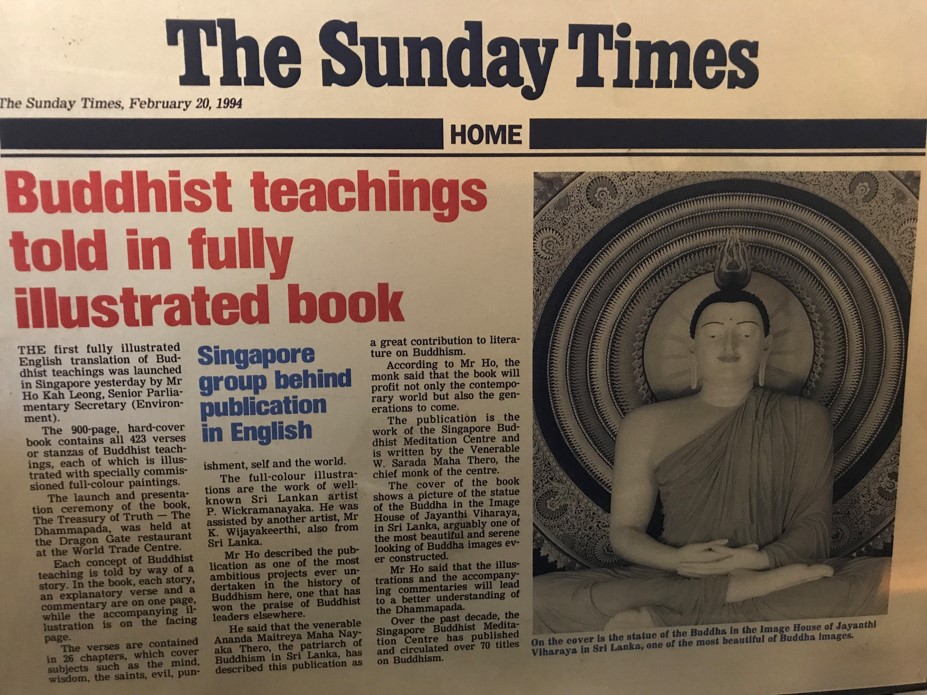 The Sunday Times
The Sunday Times, February 20, 1994
HOME
Buddhist teachings
told in fully
illustrated book
THE first fully illustrated
English translation of Bud-
dhist teachings was launched
in Singapore yesterday by Mr
Ho Kah Leong, Senior Parlia-
mentary Secretary (Environ-
ment).
The 900-page, hard-cover
book contains all 423 verses
or stanzas of Buddhist teach-
ings, each of which is illus-
trated with specially commis-
sioned full-colour paintings.
The launch and presenta-
tion ceremony of the book,
The Treasury of Truth — The
Dhammapada, was held at
the Dragon Gate restaurant
at the World Trade Centre.
Each concept of Buddhist
teaching is told by way of a
story. In the book, each story,
an explanatory verse and a
commentary are on one page,
while the accompanying il-
lustration is on the facing
page.
The verses are contained
in 26 chapters, which cover
subjects such as the mind,
wisdom, the saints, evil, pun-
Singapore
group behind
publication
in English
ishment, self and the world.
The full-colour illustra-
tions are the work of well-
known Sri Lankan artist
P. Wickramanayaka. He was
assisted by another artist, Mr
K. Wijayakeerthi, also from
Sri Lanka.
Mr Ho described the pub-
lication as one of the most
ambitious projects ever un-
dertaken in the history of
Buddhism here, one that has
won the praise of Buddhist
leaders elsewhere.
He said that the venerable
Ananda Maitreya Maha Nay-
aka Thero, the patriarch of
Buddhism in Sri Lanka, has
described this publication as
a great contribution to litera-
ture on Buddhism.
According to Mr Ho, the
monk said that the book will
profit not only the contempo-
rary world but also the gen-
erations to come.
The publication is the
work of the Singapore Bud-
dhist Meditation Centre and
is written by the Venerable
W. Sarada Maha Thero, the
chief monk of the centre.
The cover of the book
shows a picture of the statue
of the Buddha in the Image
House of Jayanthi Viharaya,
in Sri Lanka, arguably one of
the most beautiful and serene
looking of Buddha images ev-
er constructed.
Mr Ho said that the illus-
trations and the accompany-
ing commentaries will lead
to a better understanding of
the Dhammapada.
Over the past decade, the
Singapore Buddhist Medita-
tion Centre has published
and circulated over 70 titles
on Buddhism.
On the cover is the statue of the Buddha in the Image House of Jayanthi
Viharaya in Sri Lanka, one of the most beautiful of Buddha images.